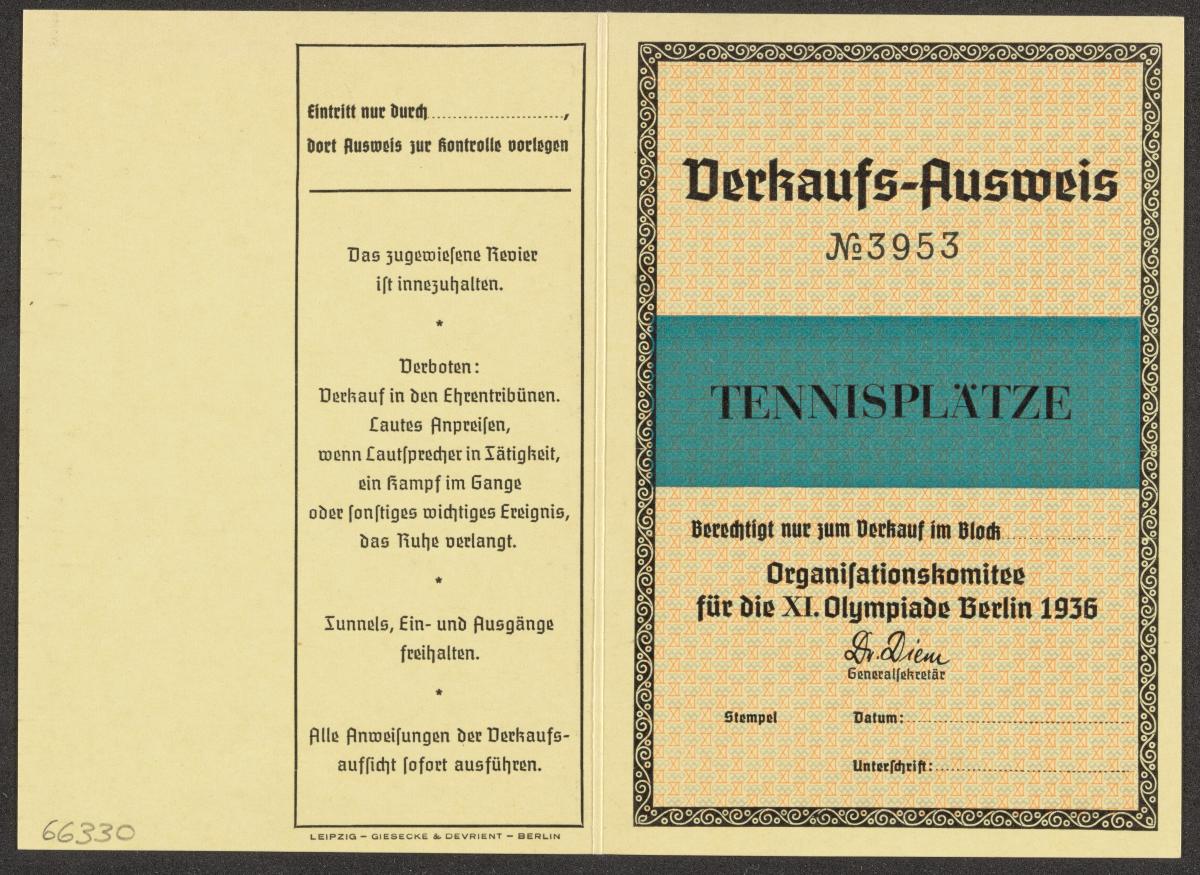 Eintritt nur durch ....................,
dort Ausweis zur Kontrolle vorlegen
Das zugewiesene Revier
ist innezuhalten.
*
Verboten:
Verkauf in den Ehrentribünen.
Lautes Anpreisen,
wenn Lautsprecher in Tätigkeit,
ein Kampf im Gange
oder sonstiges wichtiges Ereignis,
das Ruhe verlangt.
*
Tunnels, Ein- und Ausgänge
freihalten.
*
Alle Anweisungen der Verkaufs-
aufsicht sofort ausführen.
LEIPZIG – GIESECKE & DEVRIENT – BERLIN
66330
Verkaufs-Ausweis
№ 3953
TENNISPLÄTZE
Berechtigt nur zum Verkauf im Block ....................
Organisationskomitee
für die XI. Olympiade Berlin 1936
Dr. Diem
Generalsekretär
Stempel Datum: ....................
Unterschrift: ....................